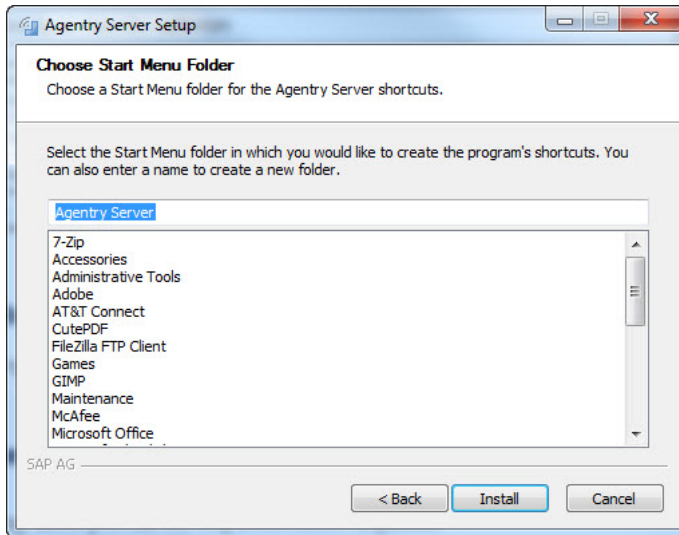 Agentry Server Setup
Choose Start Menu Folder
Choose a Start Menu folder for the Agentry Server shortcuts.
Select the Start Menu folder in which you would like to create the program's shortcuts. You
can also enter a name to create a new folder.
Agentry Server
7-Zip
Accessories
Administrative Tools
Adobe
AT&T Connect
CutePDF
FileZilla FTP Client
Games
GIMP
Maintenance
McAfee
Microsoft Office
SAP AG
< Back
Install
Cancel